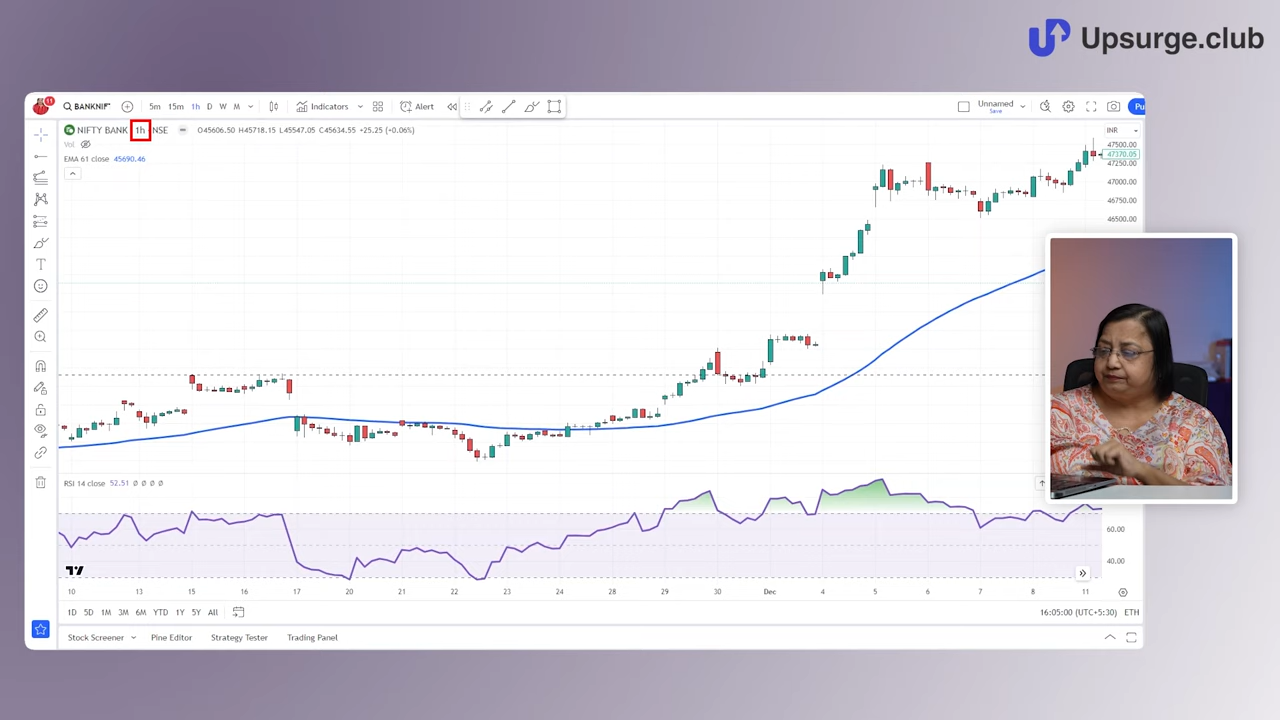 Upsurge.club
11 BANKNIF 5m 15m 1h D W M Indicators Alert Unnamed Save Pu
NIFTY BANK 1h NSE O45606.50 H45718.15 L45547.05 C45634.55 +25.25 (+0.06%) INR
Vol
EMA 61 close 45690.46
47500.00
47370.05
47250.00
47000.00
46750.00
46500.00
RSI 14 close 52.51 Ø Ø Ø Ø
60.00
40.00
10 13 15 16 17 20 21 22 23 24 28 29 30 Dec 4 5 6 7 8 11
1D 5D 1M 3M 6M YTD 1Y 5Y All 16:05:00 (UTC+5:30) ETH
Stock Screener Pine Editor Strategy Tester Trading Panel